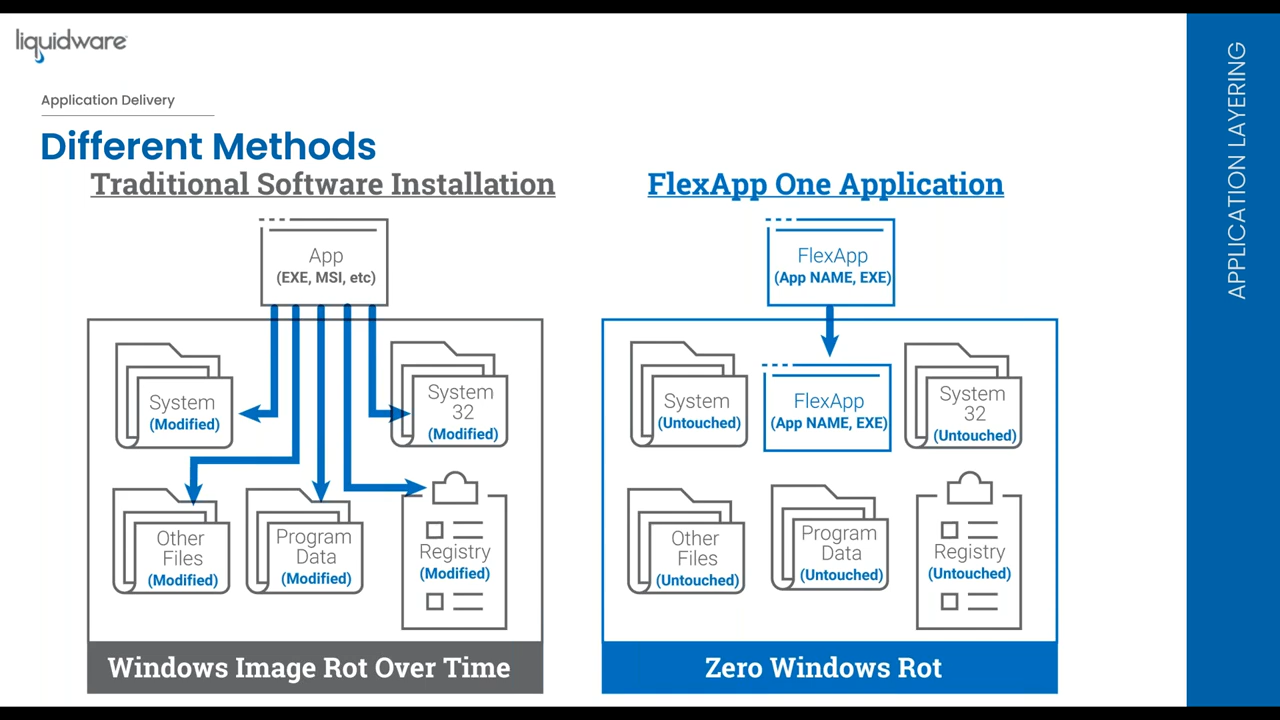 liquidware
Application Delivery
Different Methods
Traditional Software Installation
App
(EXE, MSI, etc)
System
(Modified)
System
32
(Modified)
Other
Files
(Modified)
Program
Data
(Modified)
Registry
(Modified)
Windows Image Rot Over Time
FlexApp One Application
FlexApp
(App NAME, EXE)
System
(Untouched)
FlexApp
(App NAME, EXE)
System
32
(Untouched)
Other
Files
(Untouched)
Program
Data
(Untouched)
Registry
(Untouched)
Zero Windows Rot
APPLICATION LAYERING